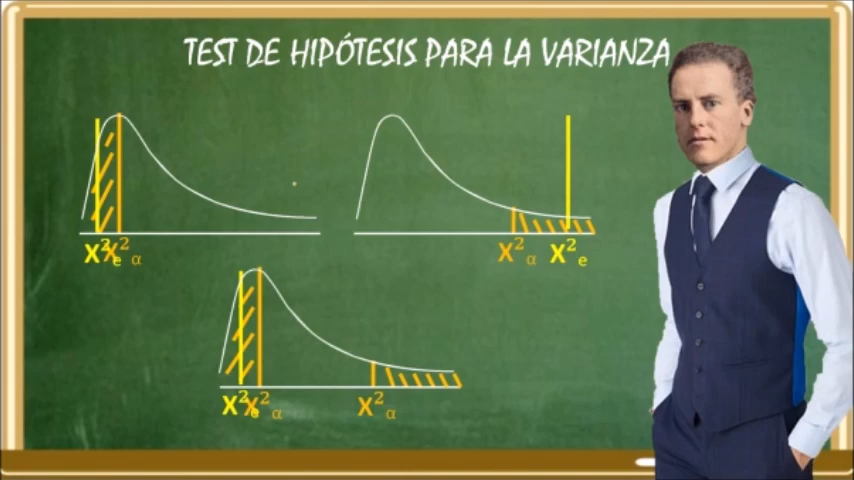 TEST DE HIPÓTESIS PARA LA VARIANZA
X²e X²α
X²α X²e
X²e X²α X²α